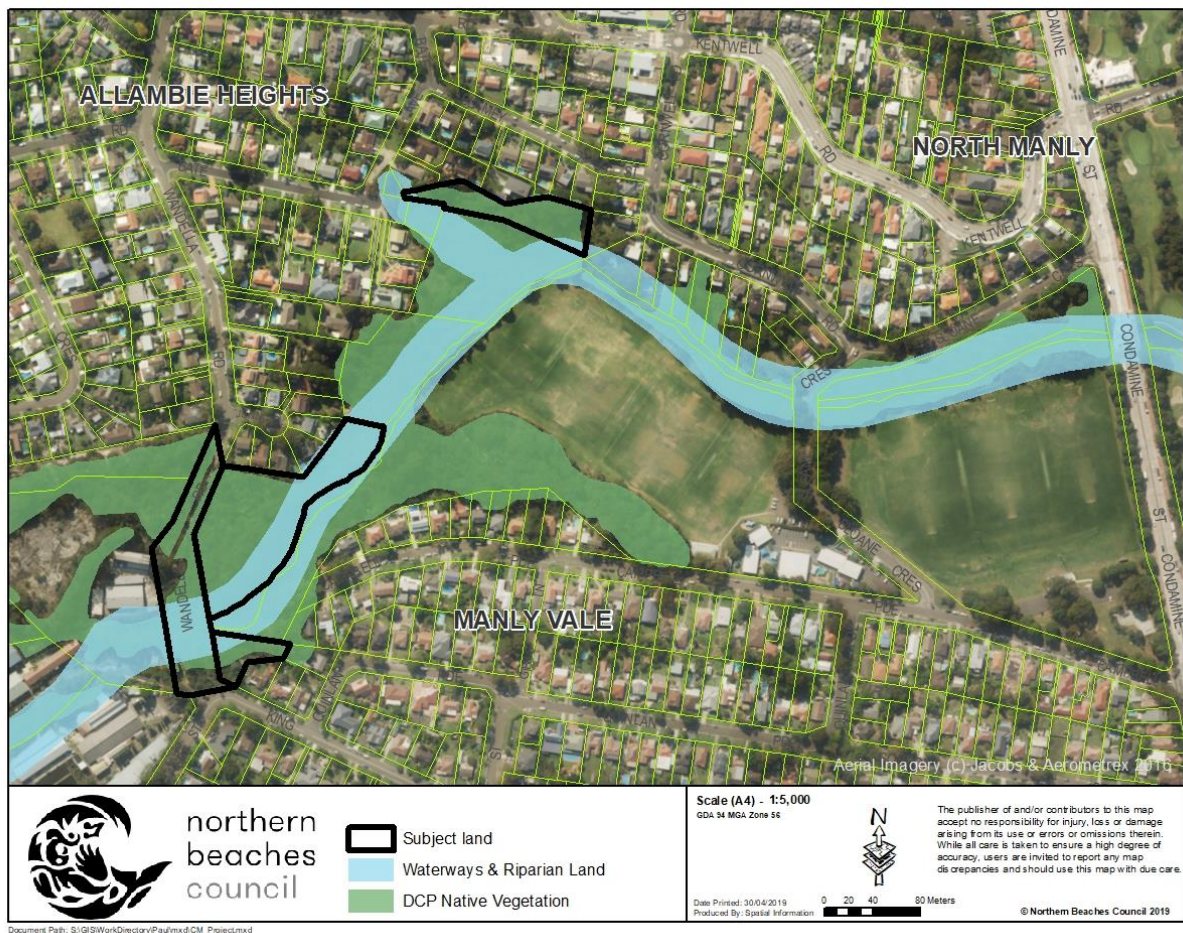 KENTWELL
RD
ALLAMBIE HEIGHTS
NORTH MANLY
RD
ST
WANDELLA
RD
KENTWELL
CRES
CONDAMINE
ST
CONDAMINE
CRES
WANDELLA
MANLY VALE
KING
ST
QUINLAN
Aerial Imagery (c) Jacobs & Aerometrex 2016
northern
beaches
council
Subject land
Waterways & Riparian Land
DCP Native Vegetation
Scale (A4) - 1:5,000
GDA 94 MGA Zone 56
N
Date Printed: 30/04/2019
Produced By: Spatial Information
0 20 40 80 Meters
The publisher of and/or contributors to this map
accept no responsibility for injury, loss or damage
arising from its use or errors or omissions therein.
While all care is taken to ensure a high degree of
accuracy, users are invited to report any map
discrepancies and should use this map with due care.
© Northern Beaches Council 2019
Document Path: S:\GIS\WorkDirectory\Paul\mxd\CM_Project.mxd